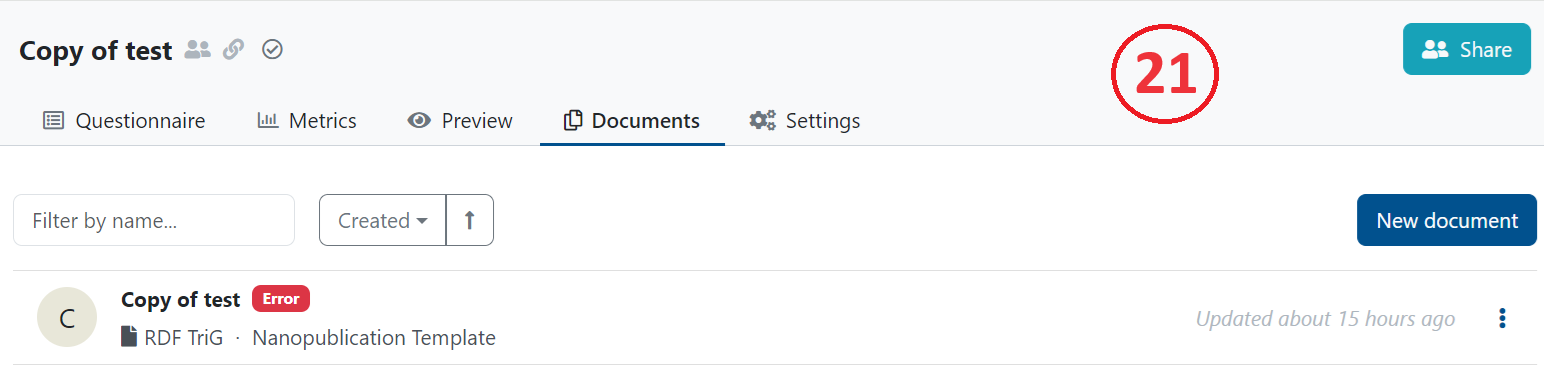 Copy of test
21
Share
Questionnaire Metrics Preview Documents Settings
Filter by name... Created New document
Copy of test Error
C
RDF TriG · Nanopublication Template
Updated about 15 hours ago